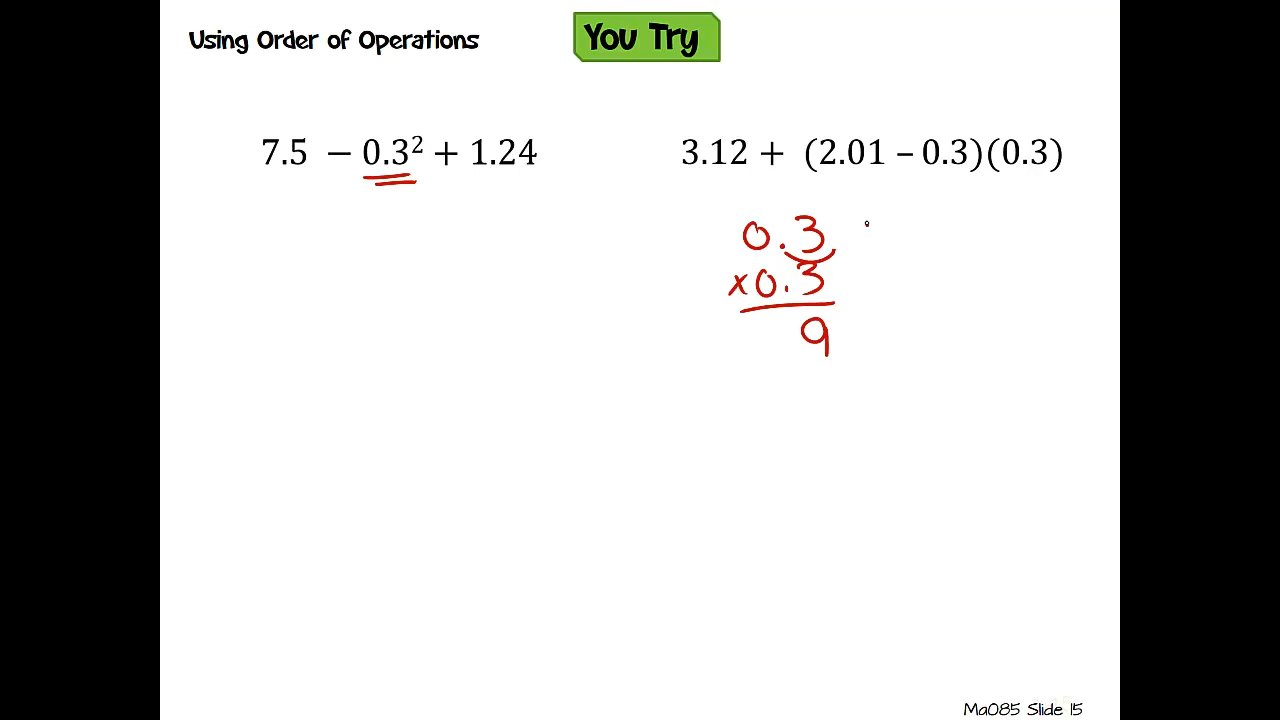 Using Order of Operations
You Try
7.5 − 0.3² + 1.24
3.12 + (2.01 – 0.3)(0.3)
0.3
x0.3
9
Ma085 Slide 15